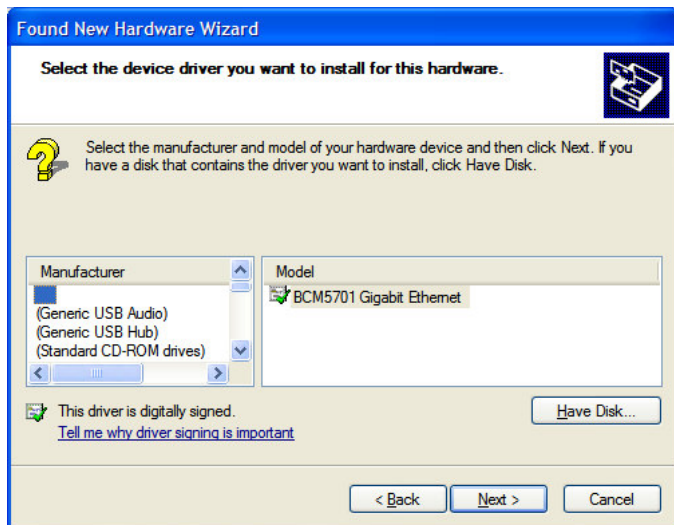 Found New Hardware Wizard
Select the device driver you want to install for this hardware.
Select the manufacturer and model of your hardware device and then click Next. If you
have a disk that contains the driver you want to install, click Have Disk.
Manufacturer
(Generic USB Audio)
(Generic USB Hub)
(Standard CD-ROM drives)
Model
BCM5701 Gigabit Ethernet
This driver is digitally signed.
Tell me why driver signing is important
Have Disk...
< Back
Next >
Cancel